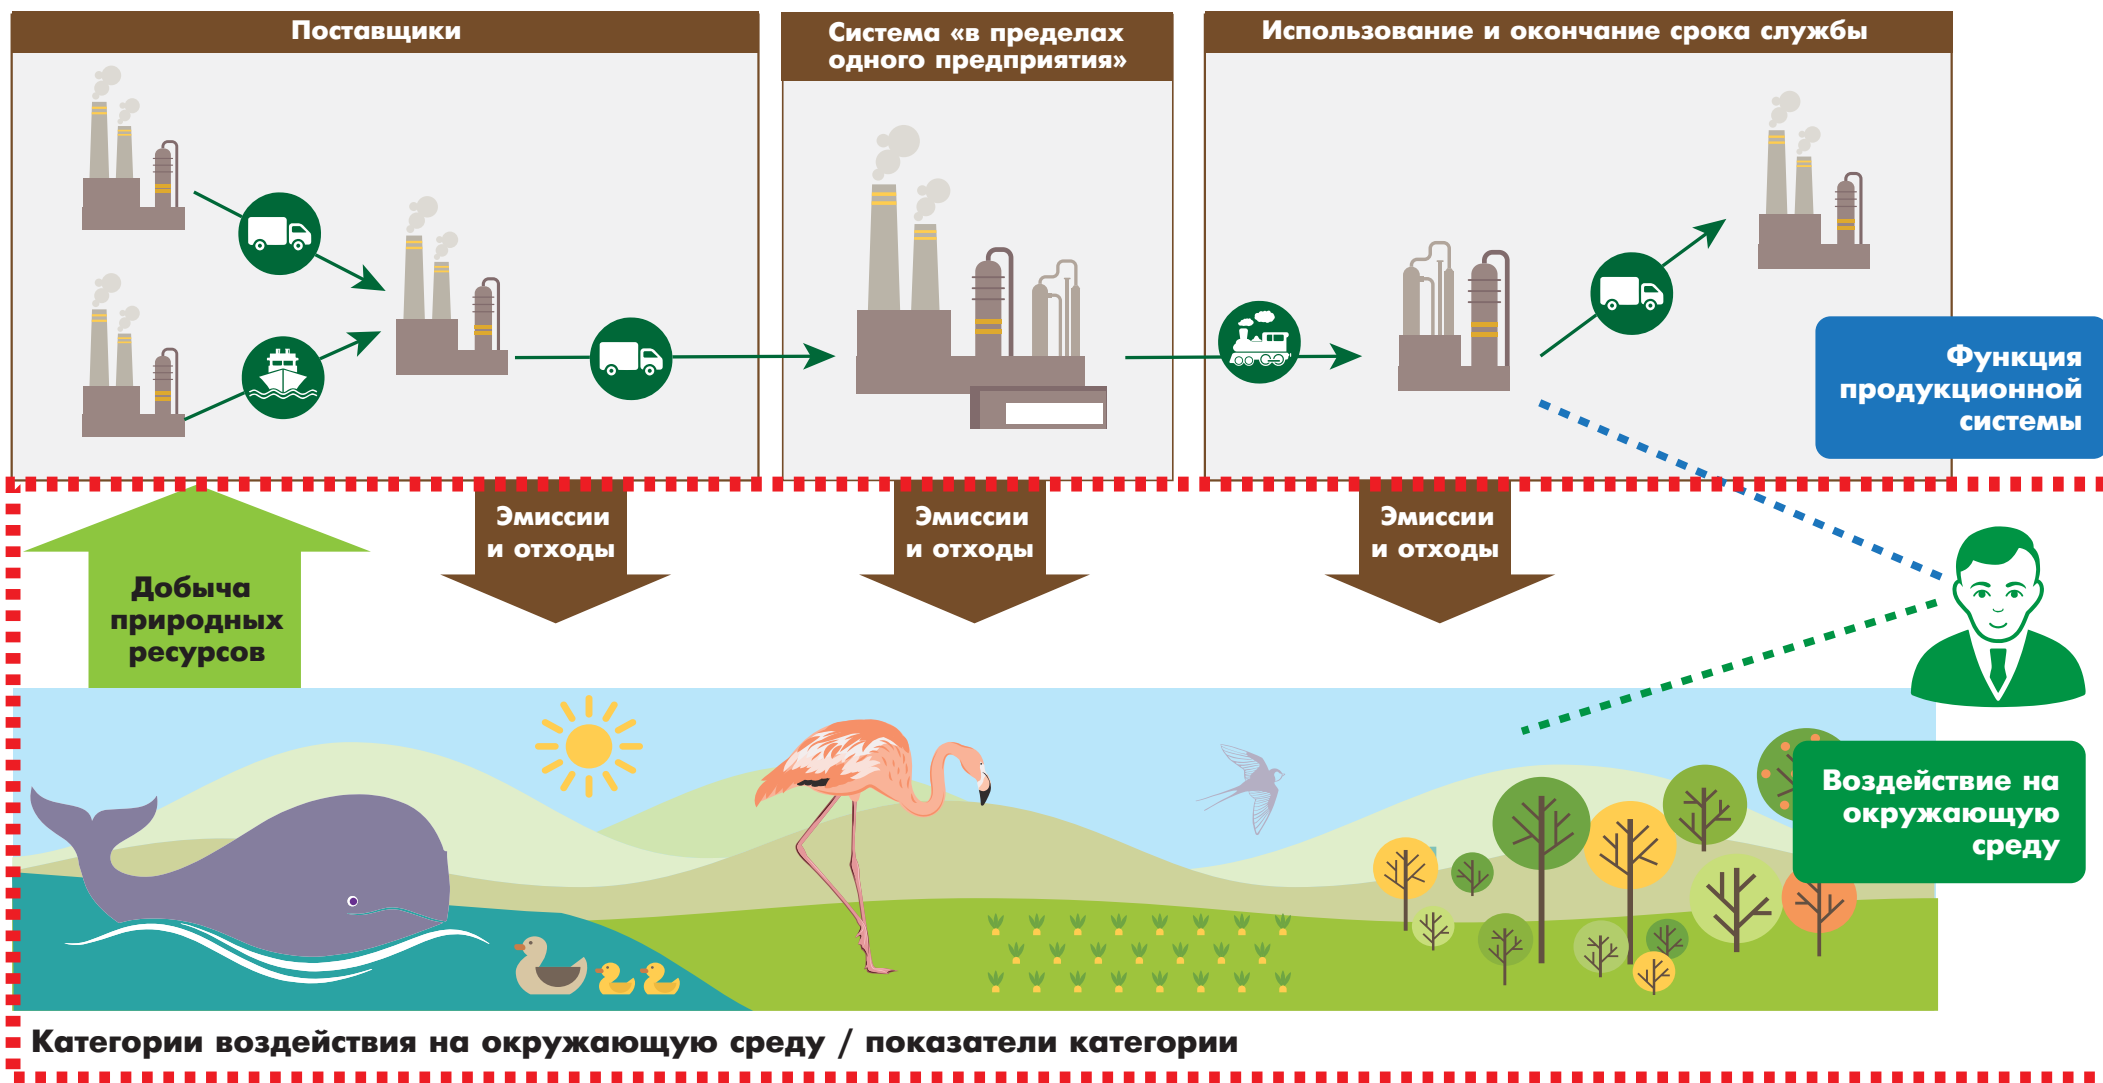 Поставщики
Система «в пределах
одного предприятия»
Использование и окончание срока службы
Функция
продукционной
системы
Эмиссии
и отходы
Эмиссии
и отходы
Эмиссии
и отходы
Добыча
природных
ресурсов
Воздействие на
окружающую
среду
Категории воздействия на окружающую среду / показатели категории